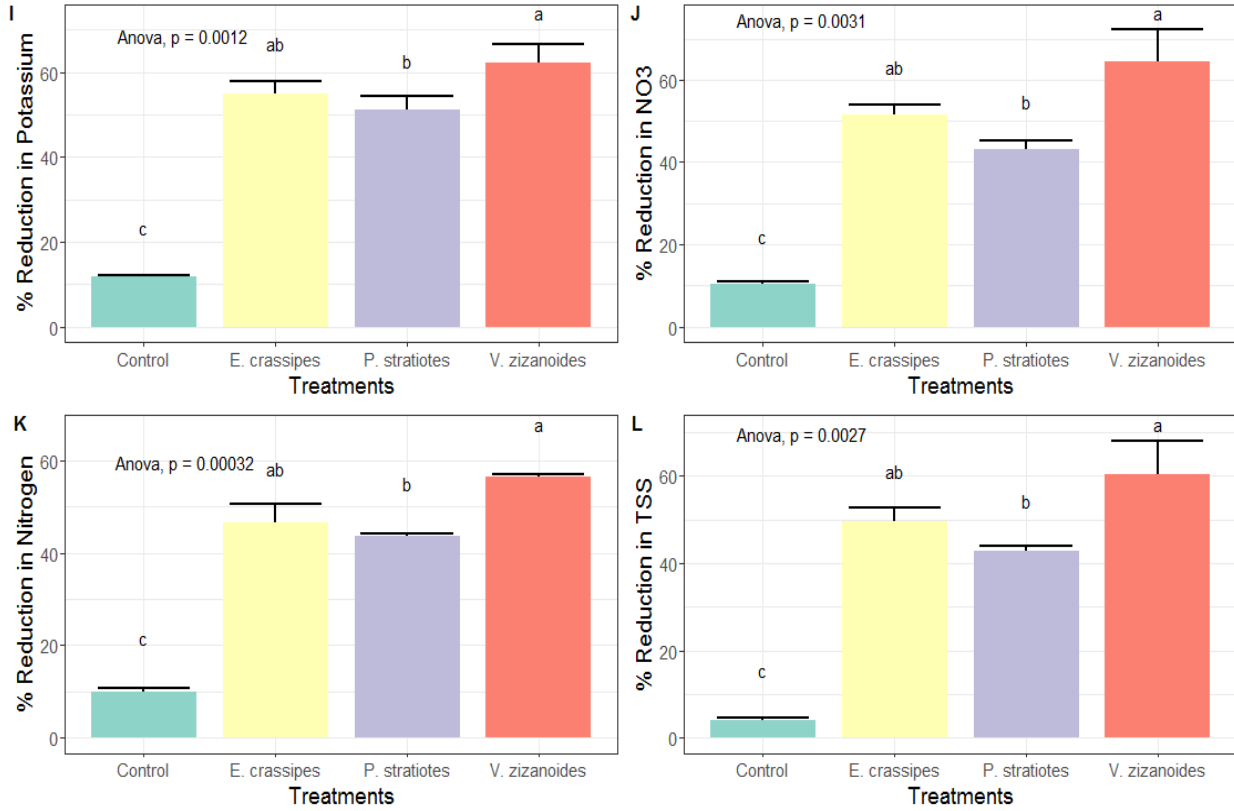 I
Anova, p = 0.0012
ab
b
a
c
% Reduction in Potassium
60
40
20
0
Control E. crassipes P. stratiotes V. zizanoides
Treatments
J
Anova, p = 0.0031
ab
b
a
c
% Reduction in NO3
60
40
20
0
Control E. crassipes P. stratiotes V. zizanoides
Treatments
K
Anova, p = 0.00032
ab
b
a
c
% Reduction in Nitrogen
60
40
20
0
Control E. crassipes P. stratiotes V. zizanoides
Treatments
L
Anova, p = 0.0027
ab
b
a
c
% Reduction in TSS
60
40
20
0
Control E. crassipes P. stratiotes V. zizanoides
Treatments